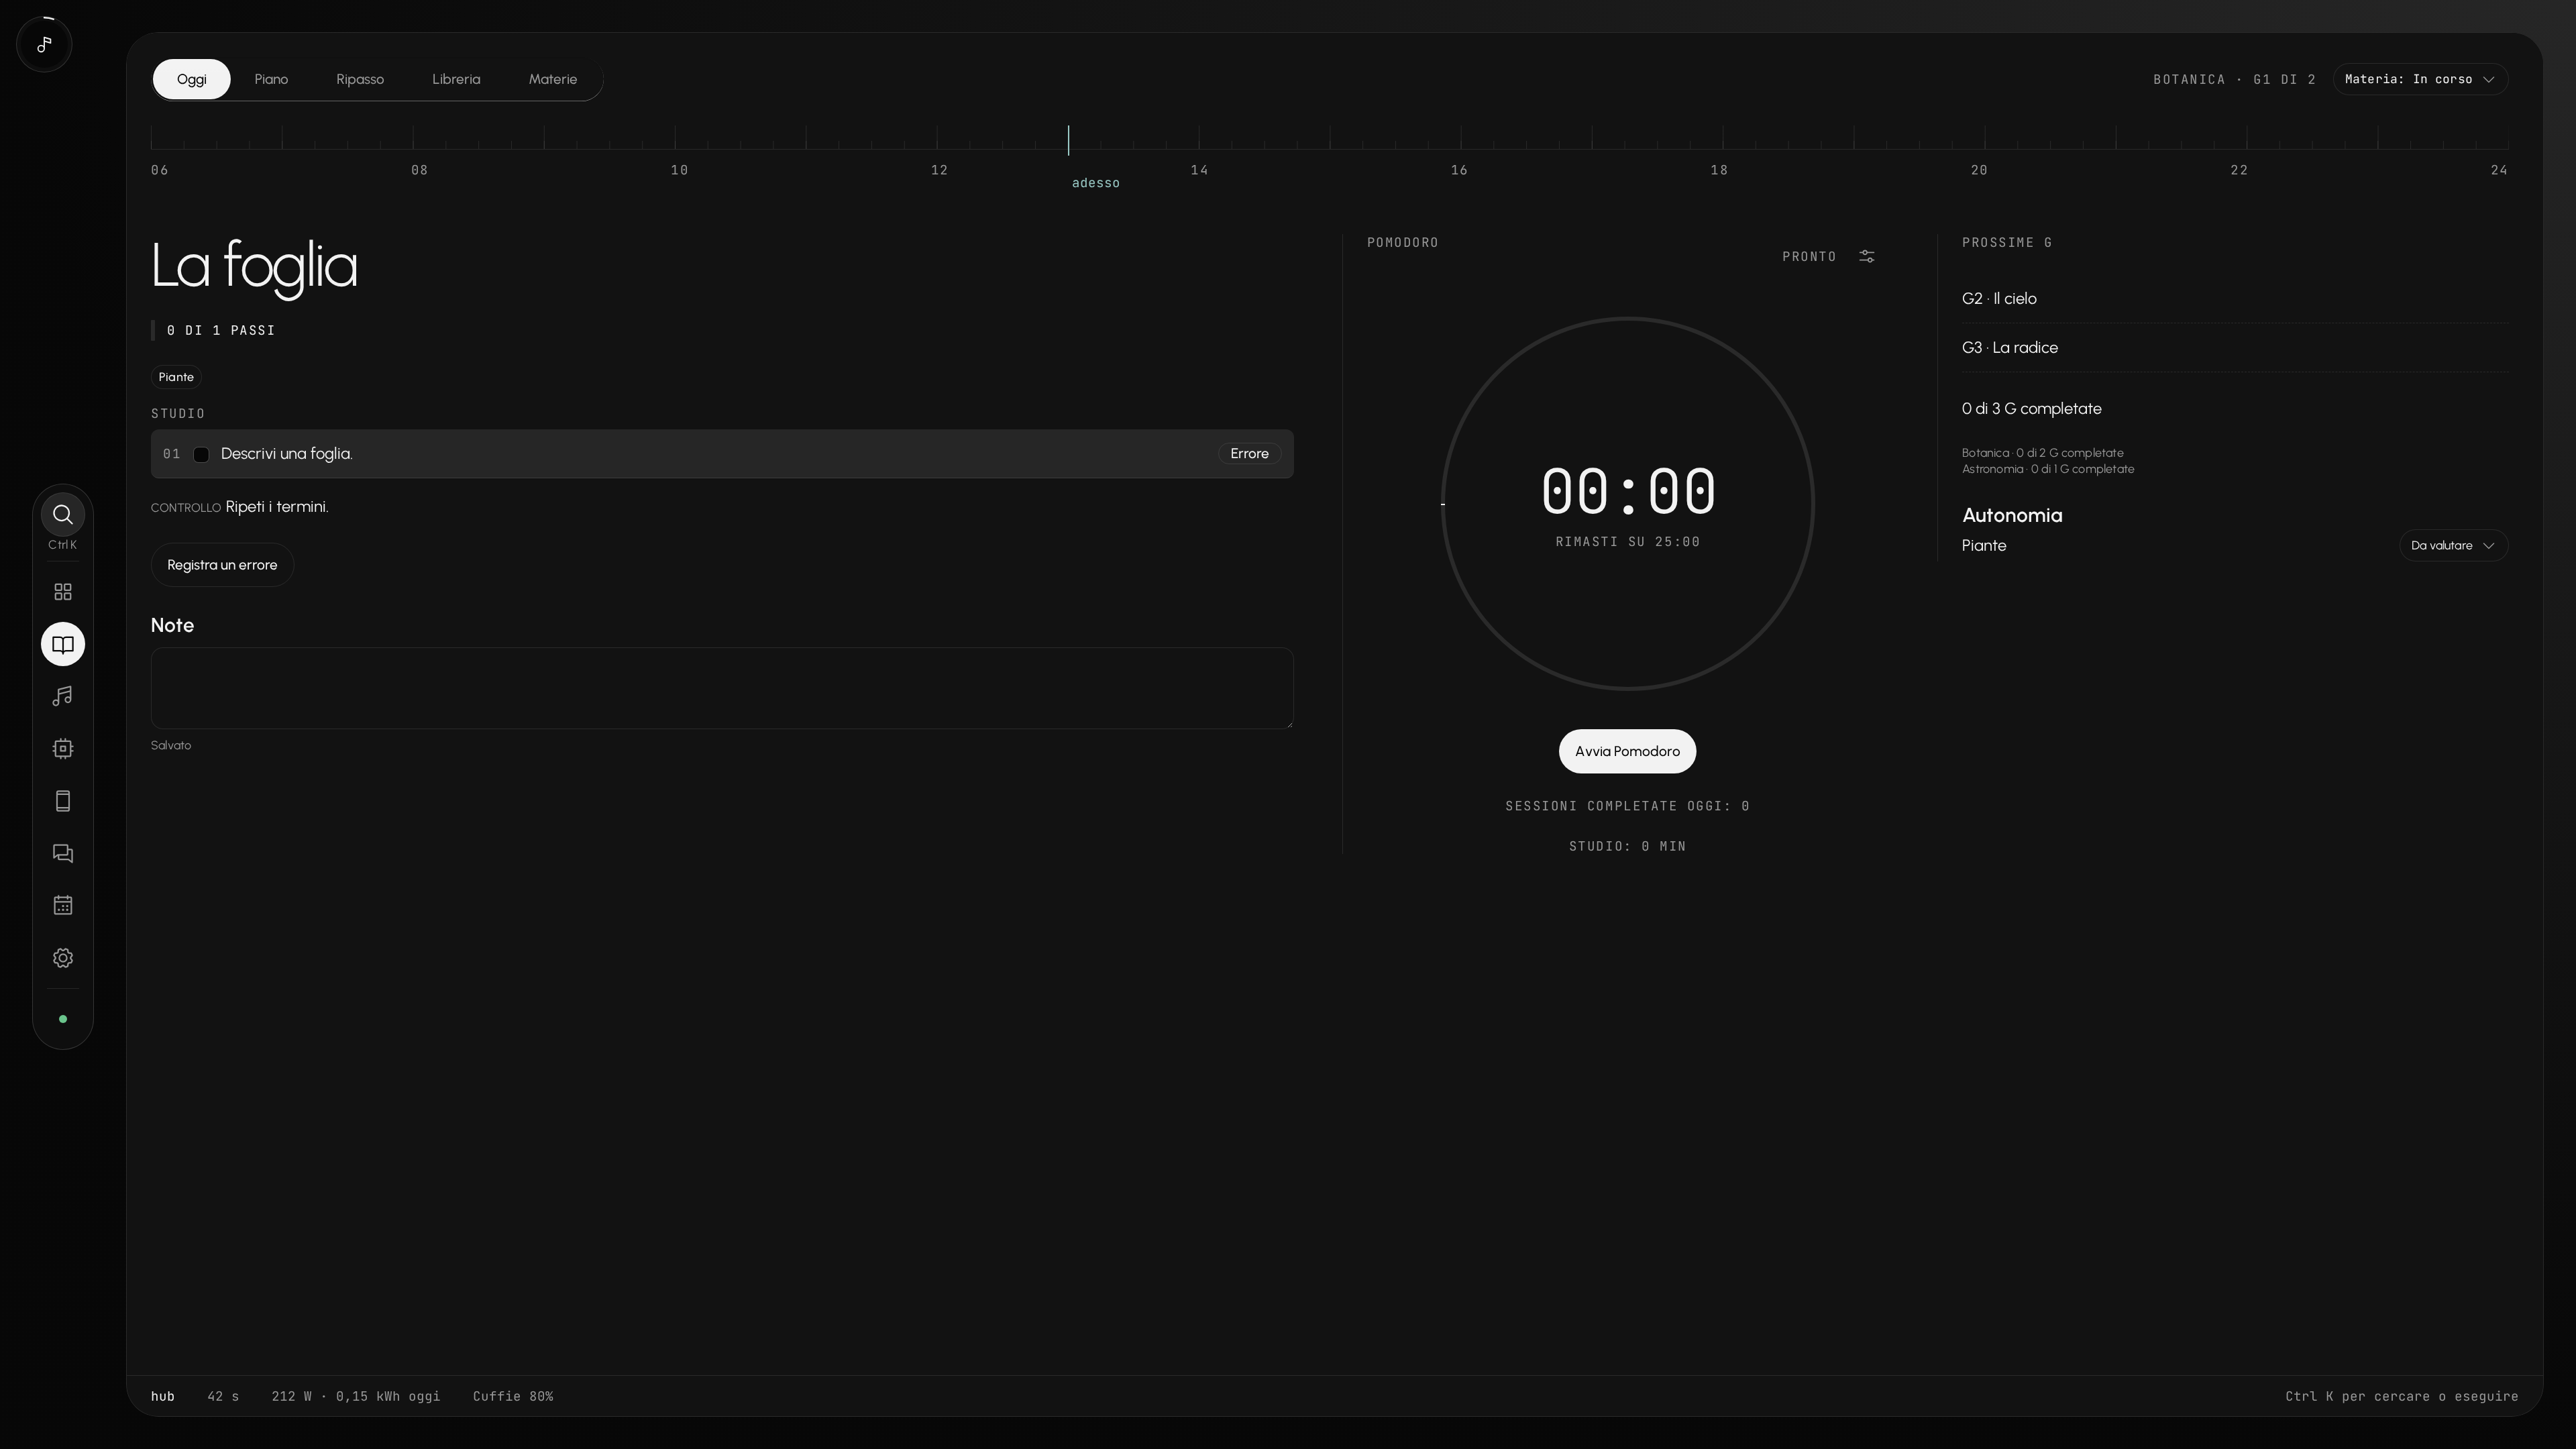 Oggi
Piano
Ripasso
Libreria
Materie
BOTANICA · G1 DI 2
Materia: In corso
06
08
10
12
14
16
18
20
22
24
adesso
La foglia
0 DI 1 PASSI
Piante
STUDIO
01 Descrivi una foglia.
Errore
CONTROLLO Ripeti i termini.
Registra un errore
Note
Salvato
POMODORO
PRONTO
00:00
RIMASTI SU 25:00
Avvia Pomodoro
SESSIONI COMPLETATE OGGI: 0
STUDIO: 0 MIN
PROSSIME G
G2 · Il cielo
G3 · La radice
0 di 3 G completate
Botanica · 0 di 2 G completate
Astronomia · 0 di 1 G completate
Autonomia
Piante
Da valutare
Ctrl K
hub
42 s
212 W · 0,15 kWh oggi
Cuffie 80%
Ctrl K per cercare o eseguire